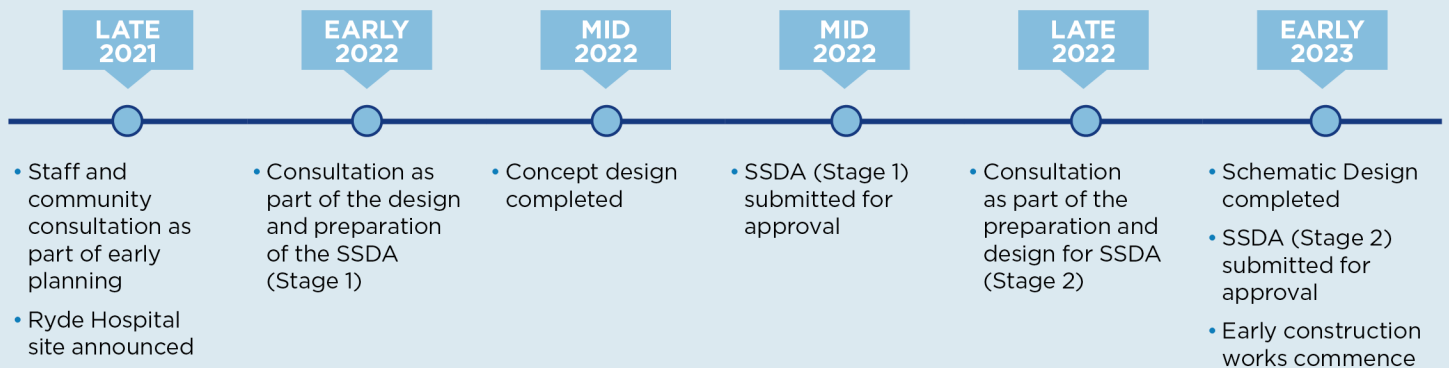 LATE
2021
EARLY
2022
MID
2022
MID
2022
LATE
2022
EARLY
2023
• Staff and
community
consultation as
part of early
planning
• Ryde Hospital
site announced
• Consultation as
part of the design
and preparation
of the SSDA
(Stage 1)
• Concept design
completed
• SSDA (Stage 1)
submitted for
approval
• Consultation
as part of the
preparation and
design for SSDA
(Stage 2)
• Schematic Design
completed
• SSDA (Stage 2)
submitted for
approval
• Early construction
works commence